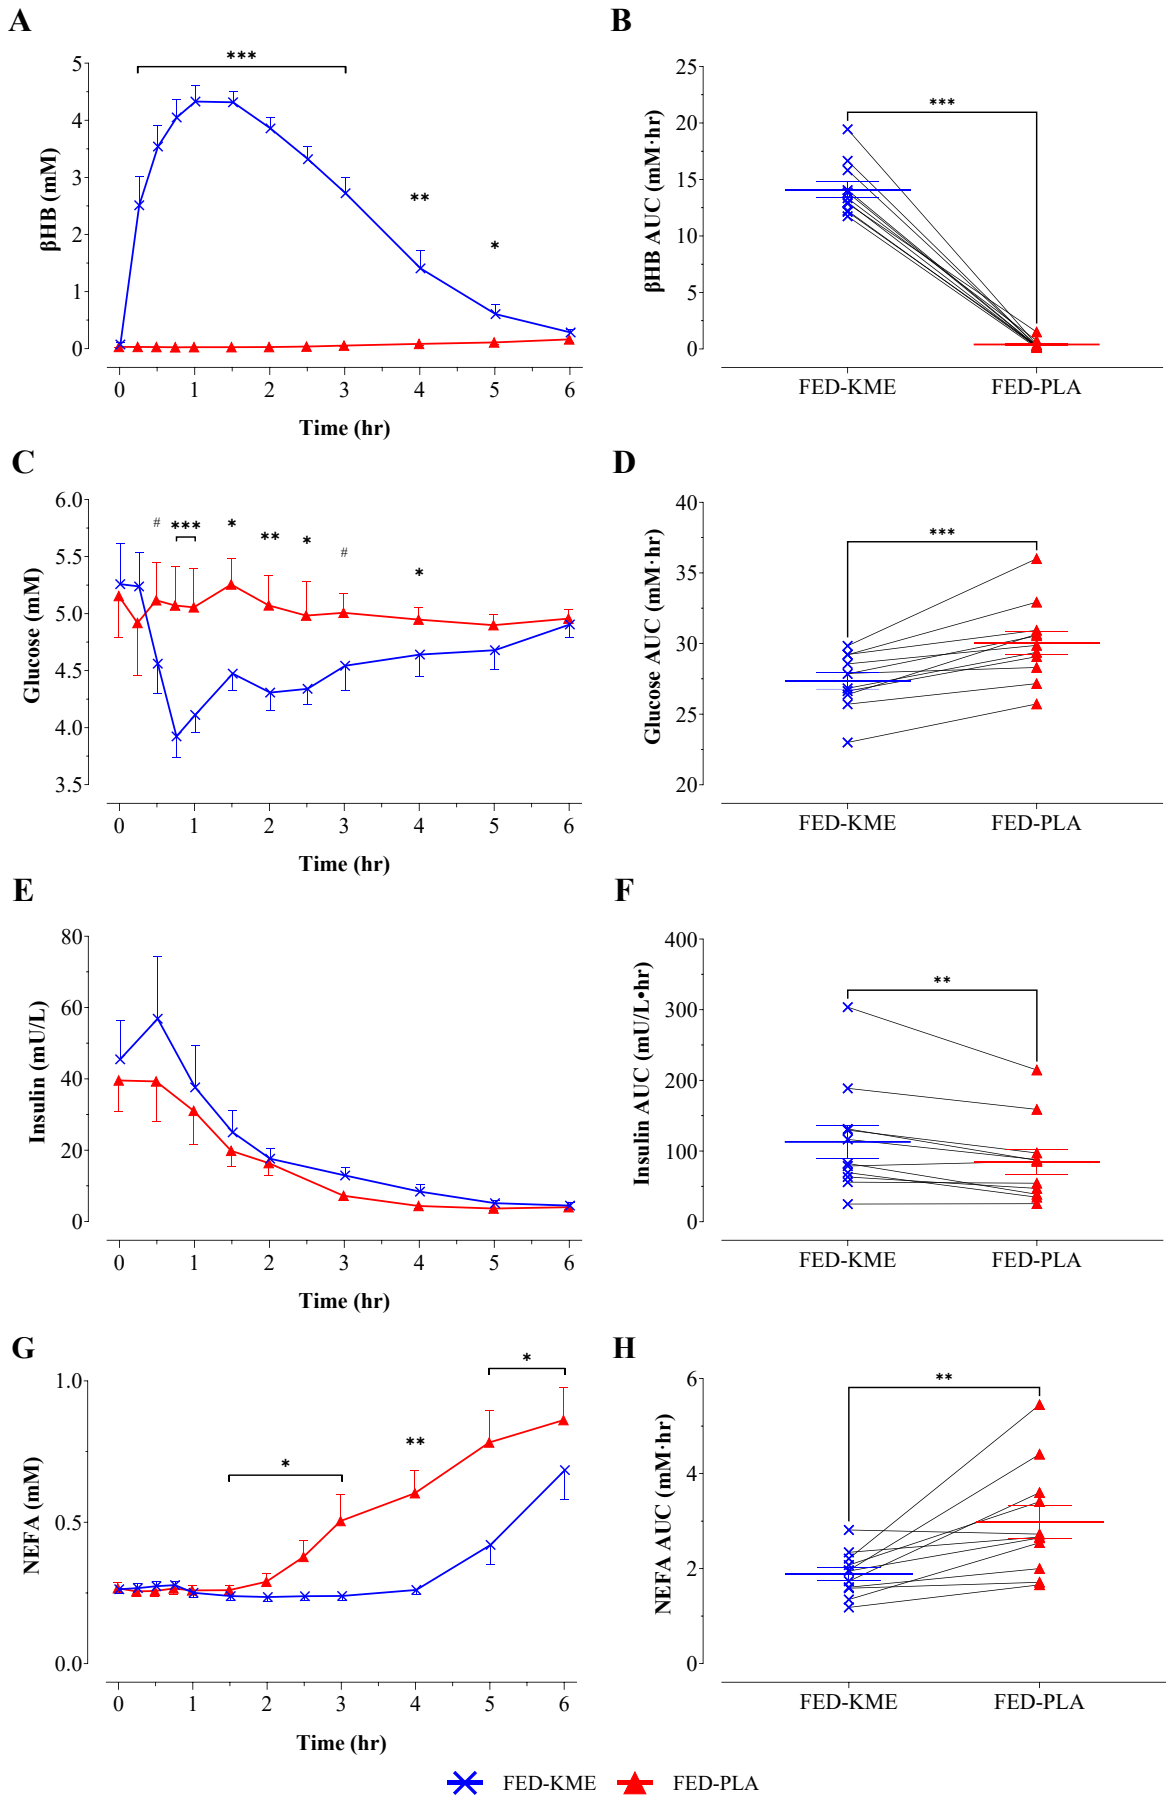 A
B
***
5
4
3
2
1
0
βHB (mM)
**
*
0 1 2 3 4 5 6
Time (hr)
25
20
15
10
5
0
βHB AUC (mM·hr)
***
FED-KME FED-PLA
C
D
6.0
5.5
5.0
4.5
4.0
3.5
Glucose (mM)
# *** * ** * # *
0 1 2 3 4 5 6
Time (hr)
40
35
30
25
20
Glucose AUC (mM·hr)
***
FED-KME FED-PLA
E
F
80
60
40
20
0
Insulin (mU/L)
0 1 2 3 4 5 6
Time (hr)
400
300
200
100
0
Insulin AUC (mU/L•hr)
**
FED-KME FED-PLA
G
H
1.0
0.5
0.0
NEFA (mM)
* ** *
0 1 2 3 4 5 6
Time (hr)
6
4
2
0
NEFA AUC (mM·hr)
**
FED-KME FED-PLA
FED-KME FED-PLA